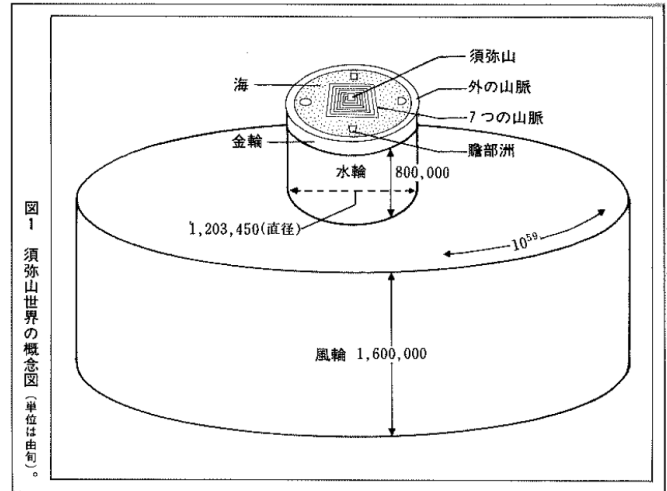 須弥山
海
外の山脈
7つの山脈
金輪
贍部洲
水輪
800,000
1,203,450(直径)
10⁵⁹
風輪 1,600,000
図1 須弥山世界の概念図(単位は由旬)。